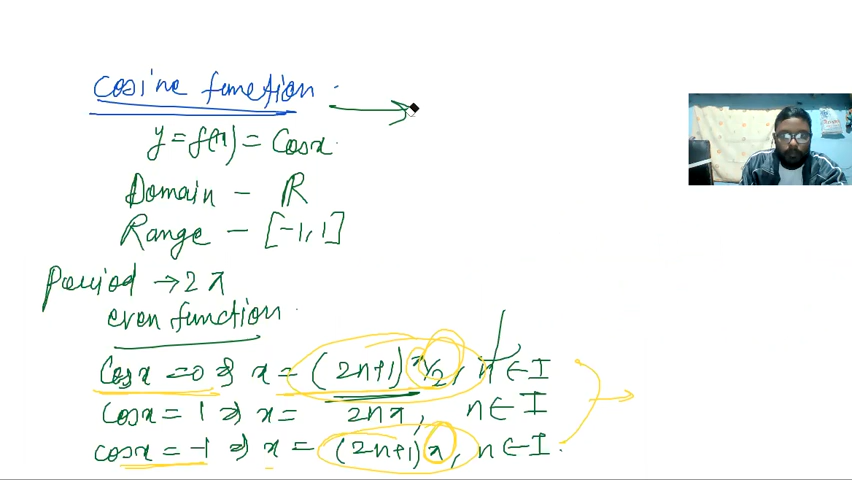 Cosine function
y = f(x) = Cosx
Domain - R
Range - [-1, 1]
Period → 2π
even function
Cosx = 0 ⇒ x = (2n+1) π/2, n ∈ I
Cosx = 1 ⇒ x = 2nπ, n ∈ I
cosx = -1 ⇒ x = (2n+1) π, n ∈ I